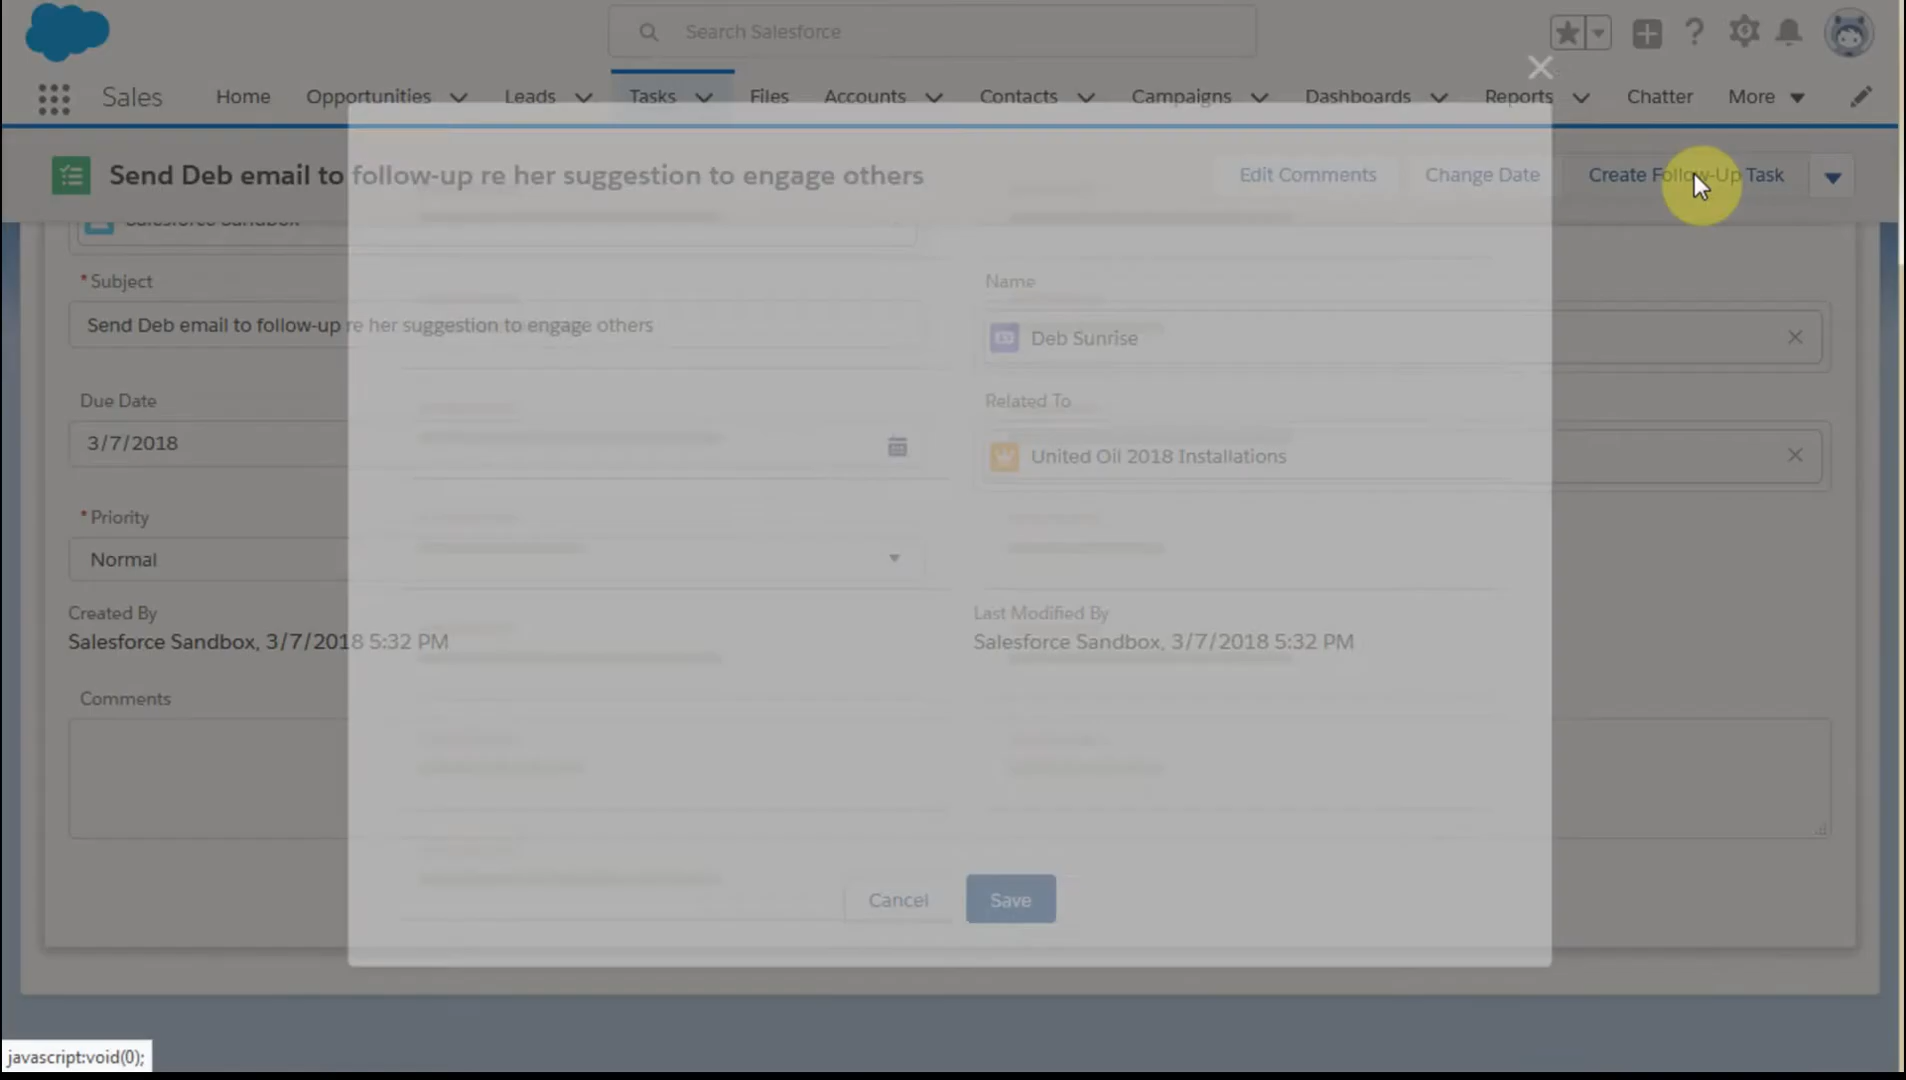 Search Salesforce
Sales Home Opportunities Leads Tasks Files Accounts Contacts Campaigns Dashboards Reports Chatter More
Send Deb email to follow-up re her suggestion to engage others
Edit Comments Change Date Create Follow-Up Task
Salesforce Sandbox
* Subject
Send Deb email to follow-up re her suggestion to engage others
Name
Deb Sunrise
Due Date
3/7/2018
Related To
United Oil 2018 Installations
* Priority
Normal
Created By
Salesforce Sandbox, 3/7/2018 5:32 PM
Last Modified By
Salesforce Sandbox, 3/7/2018 5:32 PM
Comments
Cancel Save
javascript:void(0);